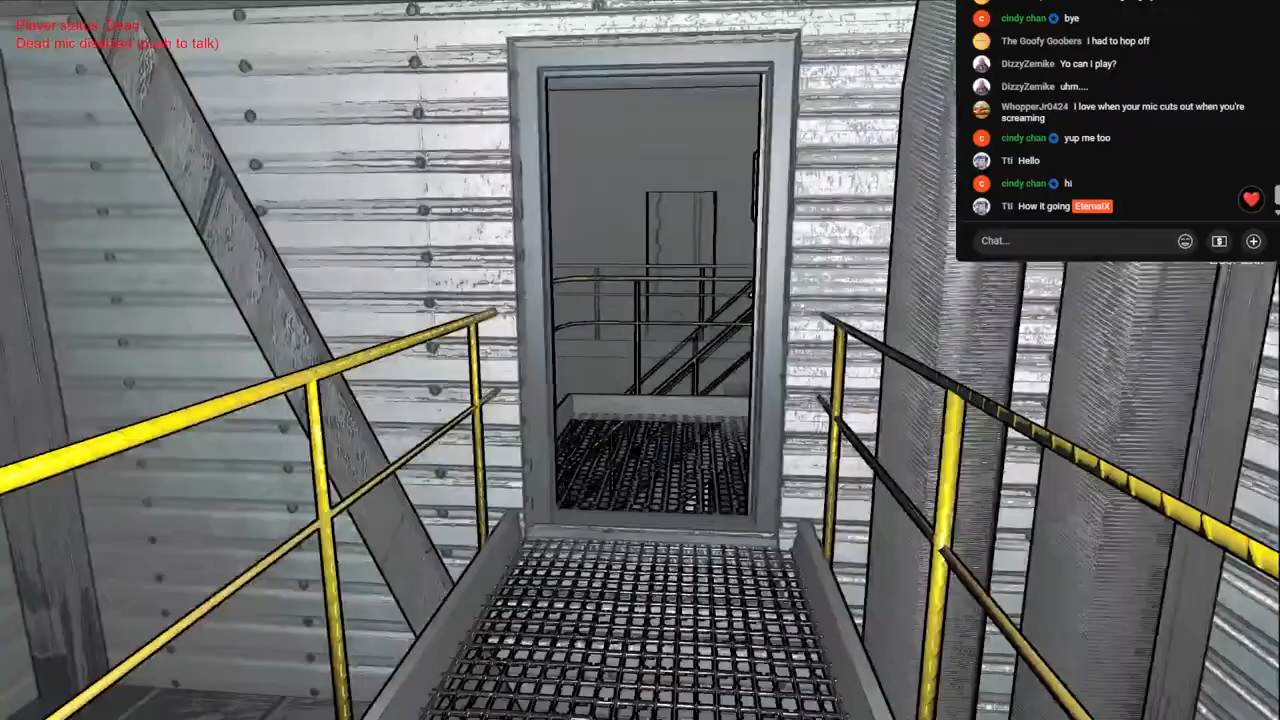 Player status: Dead
Dead mic disabled (push to talk)
cindy chan bye
The Goofy Goobers I had to hop off
DizzyZemike Yo can I play?
DizzyZemike uhm....
WhopperJr0424 I love when your mic cuts out when you're
screaming
cindy chan yup me too
Tti Hello
C cindy chan hi
Tti How it going EternalX
Chat...